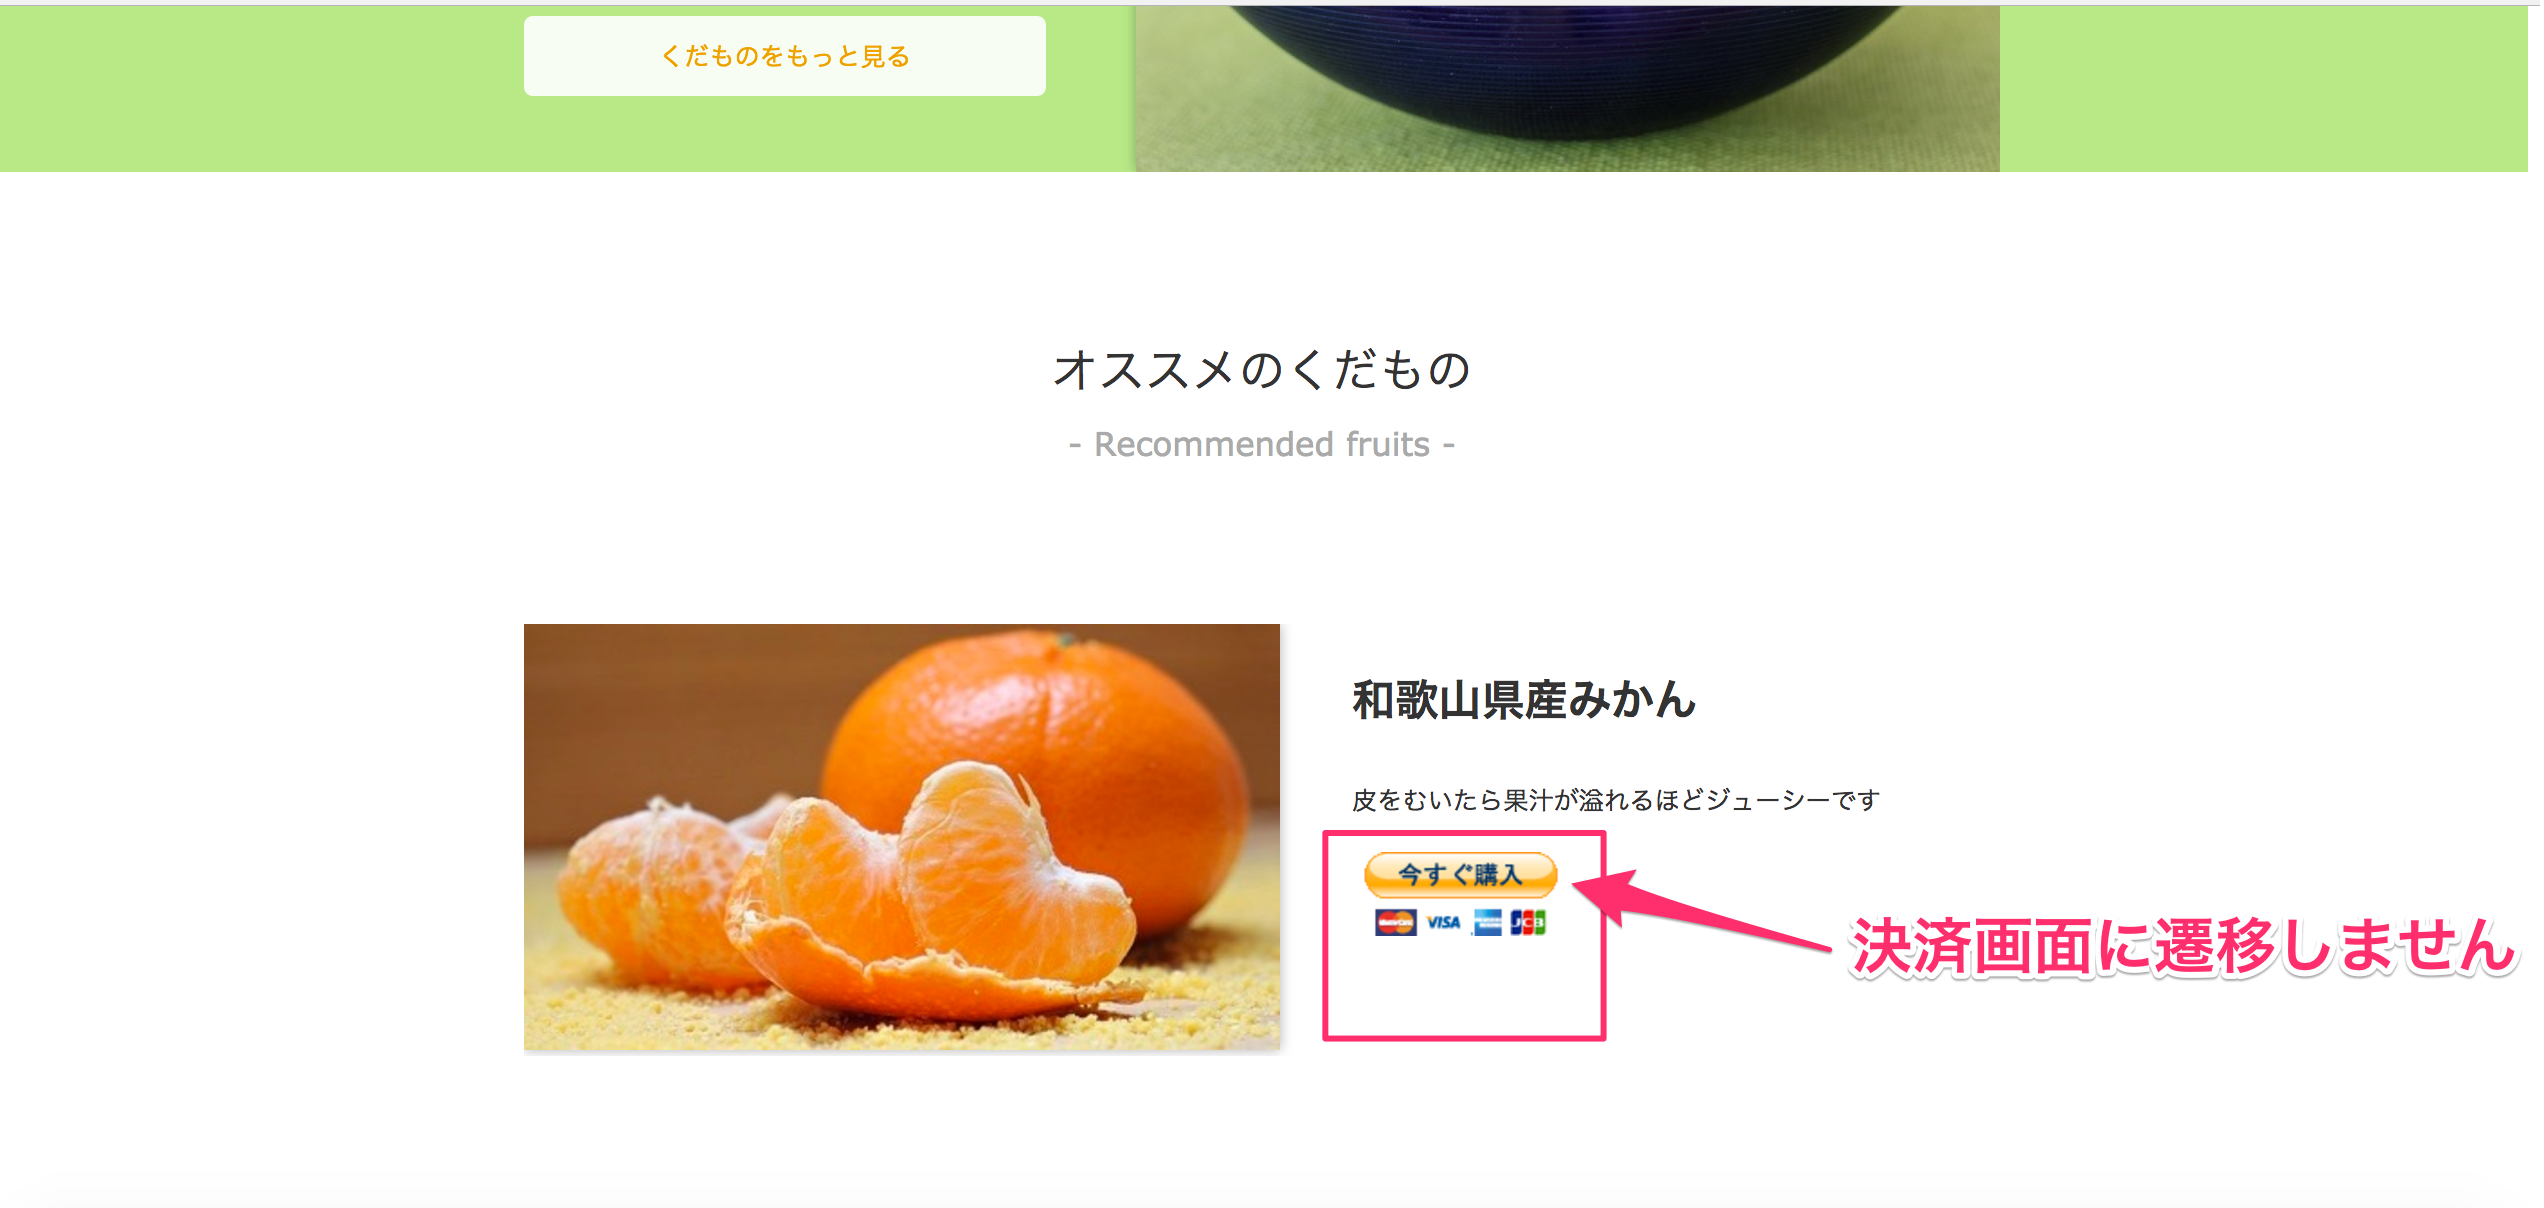 くだものをもっと見る
オススメのくだもの
- Recommended fruits -
和歌山県産みかん
皮をむいたら果汁が溢れるほどジューシーです
今すぐ購入
MasterCard VISA JCB
決済画面に遷移しません